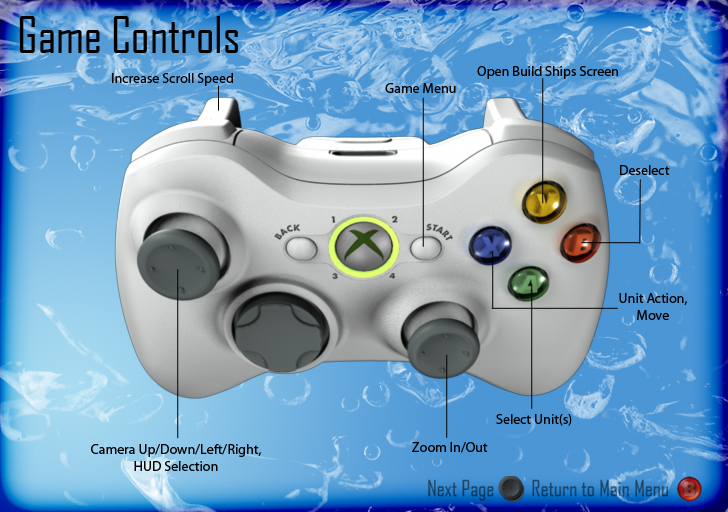 Game Controls
Increase Scroll Speed
Game Menu
Open Build Ships Screen
Deselect
BACK
1
2
START
3
4
Y
X
B
A
Unit Action,
Move
Select Unit(s)
Camera Up/Down/Left/Right,
HUD Selection
Zoom In/Out
Next Page
Return to Main Menu
B